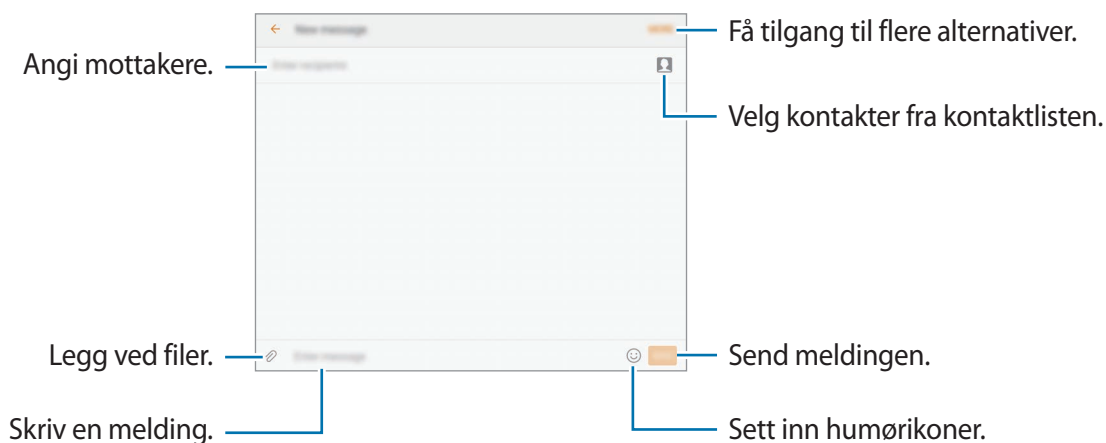 Få tilgang til flere alternativer.
Angi mottakere.
Velg kontakter fra kontaktlisten.
Legg ved filer.
Send meldingen.
Skriv en melding.
Sett inn humørikoner.